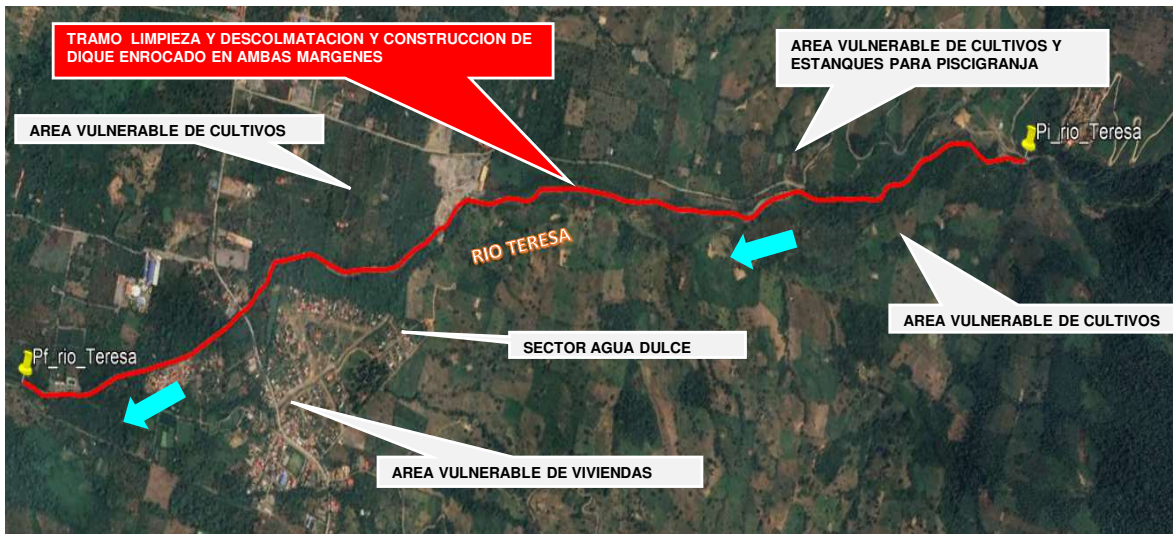 TRAMO LIMPIEZA Y DESCOLMATACION Y CONSTRUCCION DE
DIQUE ENROCADO EN AMBAS MARGENES
AREA VULNERABLE DE CULTIVOS Y
ESTANQUES PARA PISCIGRANJA
AREA VULNERABLE DE CULTIVOS
Pi_rio_Teresa
RIO TERESA
AREA VULNERABLE DE CULTIVOS
SECTOR AGUA DULCE
Pf_rio_Teresa
AREA VULNERABLE DE VIVIENDAS